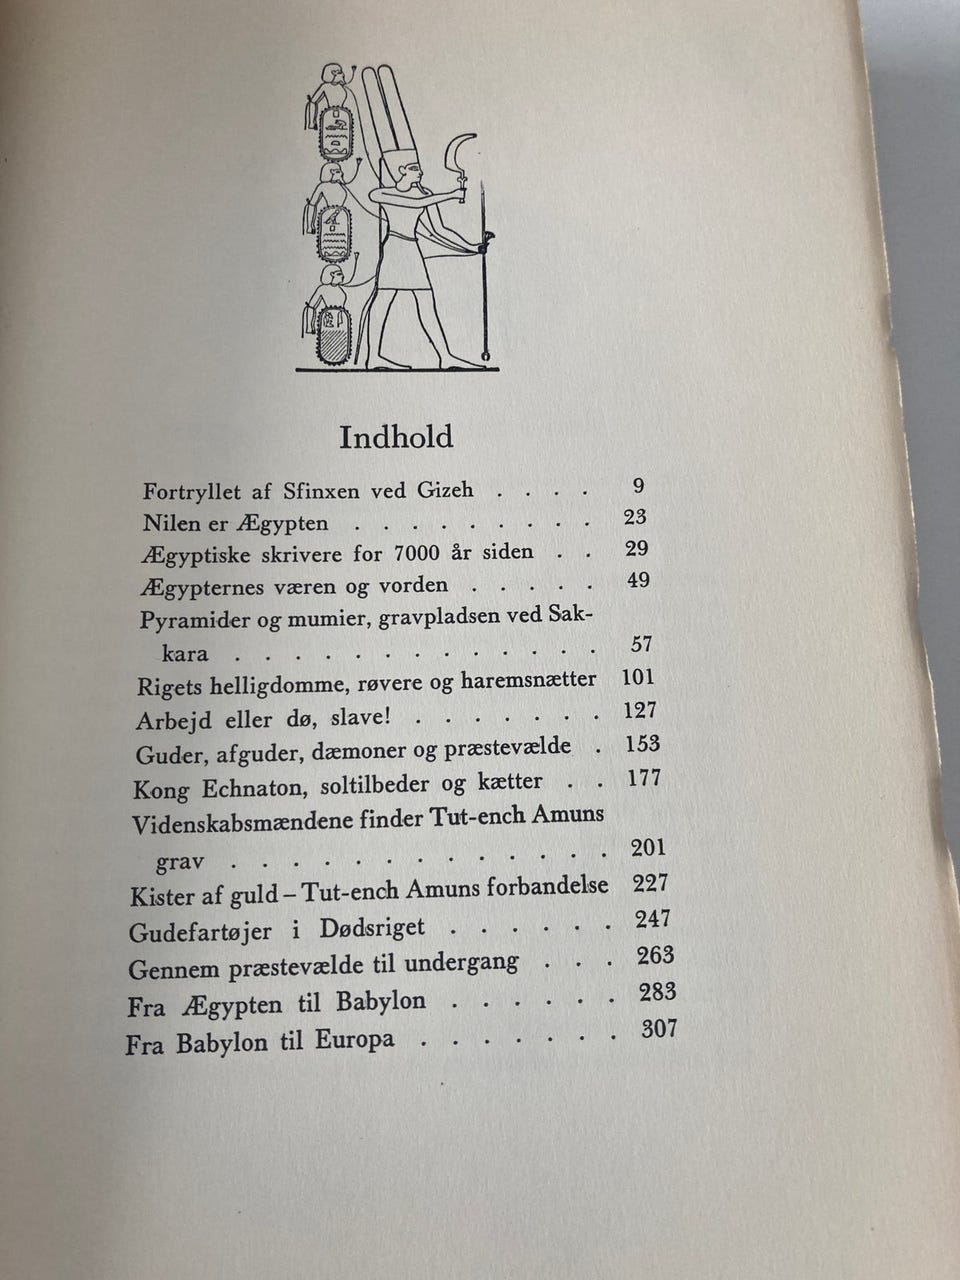 Indhold
Fortryllet af Sfinxen ved Gizeh . . . . 9
Nilen er Ægypten . . . . . . . . . 23
Ægyptiske skrivere for 7000 år siden . . 29
Ægypternes væren og vorden . . . . . 49
Pyramider og mumier, gravpladsen ved Sak-
kara . . . . . . . . . . . . . 57
Rigets helligdomme, røvere og haremsnætter 101
Arbejd eller dø, slave! . . . . . . . 127
Guder, afguder, dæmoner og præstevælde . 153
Kong Echnaton, soltilbeder og kætter . . 177
Videnskabsmændene finder Tut-ench Amuns
grav . . . . . . . . . . . . . 201
Kister af guld – Tut-ench Amuns forbandelse 227
Gudefartøjer i Dødsriget . . . . . . 247
Gennem præstevælde til undergang . . . 263
Fra Ægypten til Babylon . . . . . . 283
Fra Babylon til Europa . . . . . . . 307